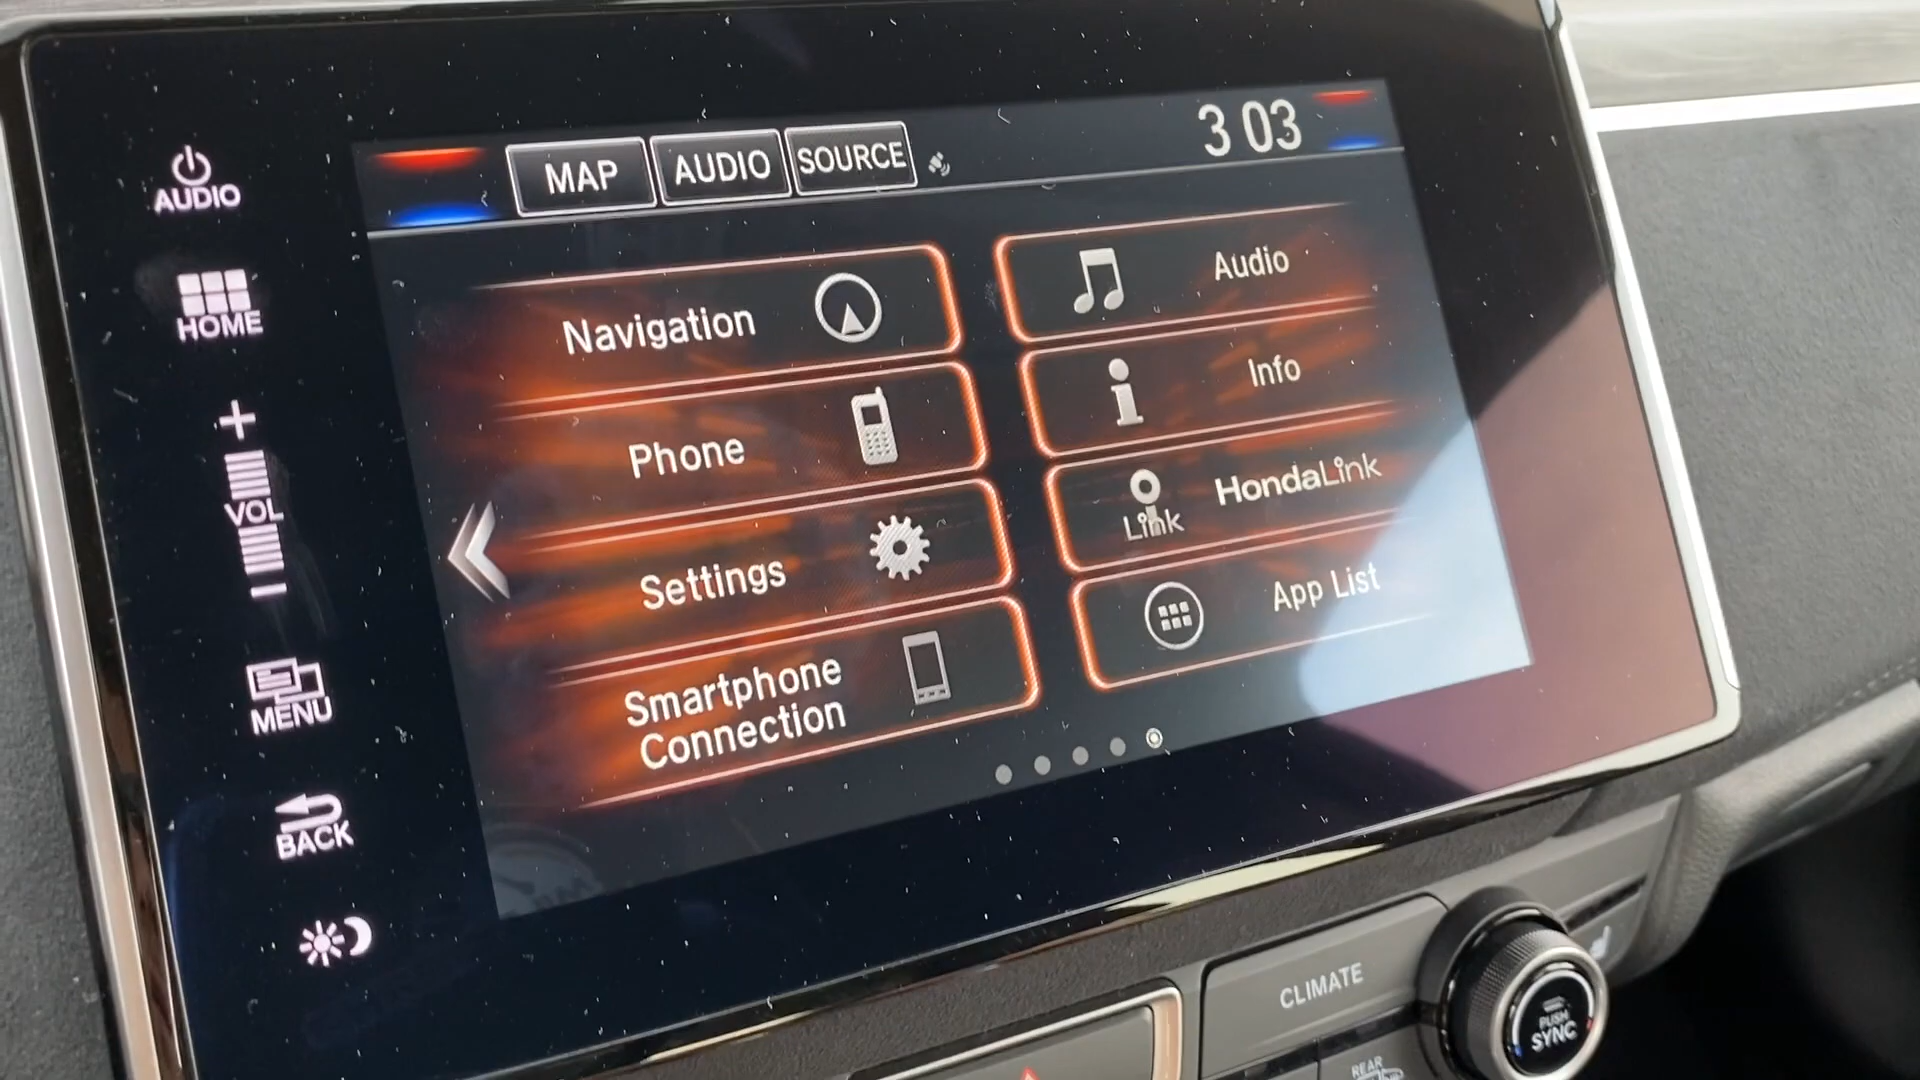 AUDIO
HOME
VOL
MENU
BACK
MAP AUDIO SOURCE 3 03
Navigation
Phone
Settings
Smartphone
Connection
Audio
Info
Link HondaLink
App List
CLIMATE
PUSH
SYNC
REAR